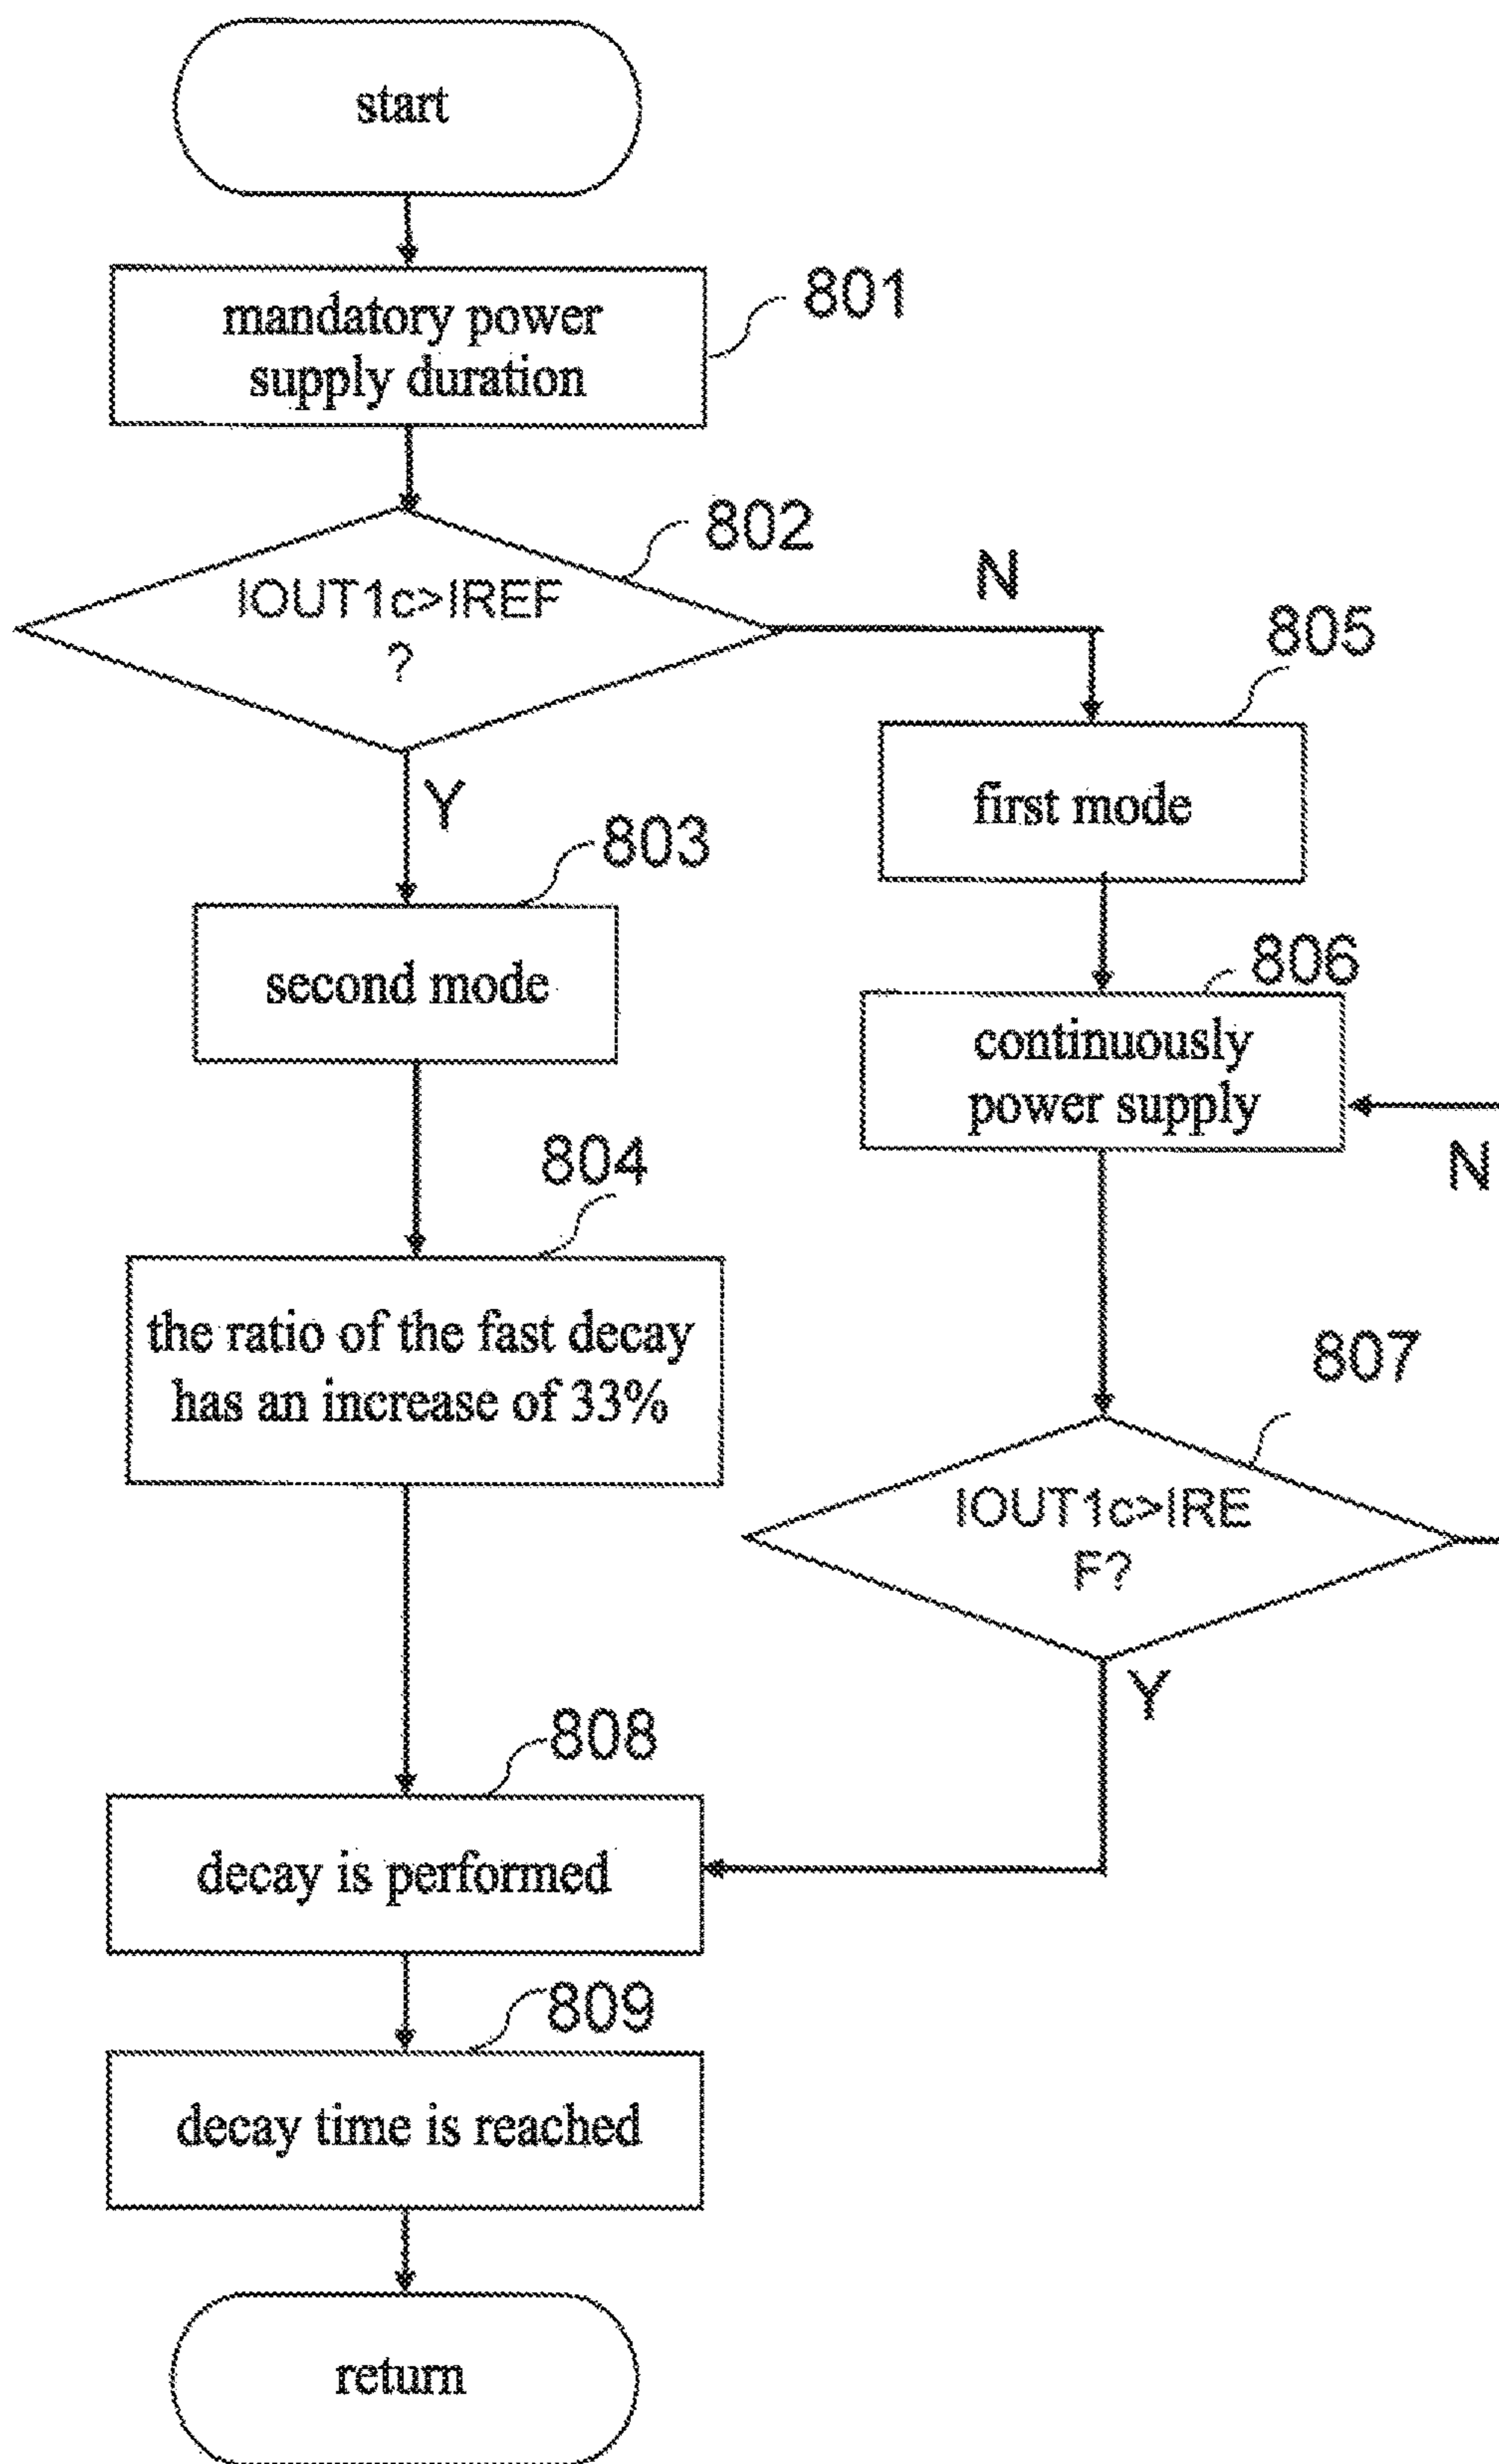 start
801
mandatory power
supply duration
802
IOUT1c>IREF
?
N
Y
805
first mode
803
second mode
806
continuously
power supply
N
804
the ratio of the fast decay
has an increase of 33%
807
IOUT1c>IRE
F?
Y
808
decay is performed
809
decay time is reached
return